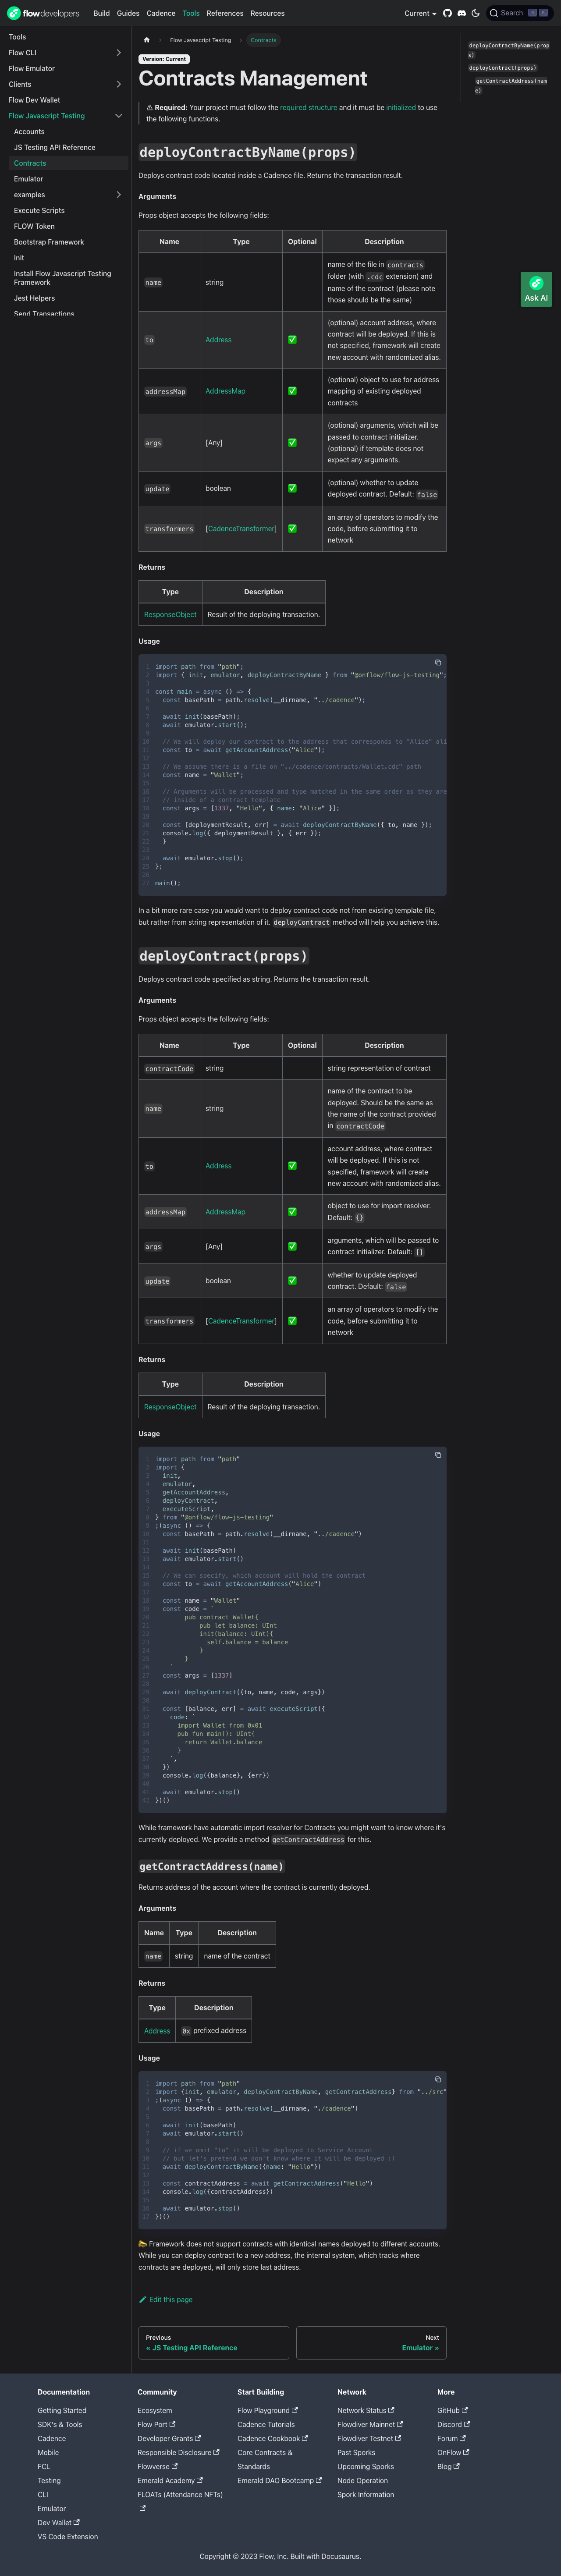 flowdevelopers
Build
Guides
Cadence
Tools
References
Resources
Current
Search
Tools
Flow CLI
Flow Emulator
Clients
Flow Dev Wallet
Flow Javascript Testing
Accounts
JS Testing API Reference
Contracts
Emulator
examples
Execute Scripts
FLOW Token
Bootstrap Framework
Init
Install Flow Javascript Testing
Framework
Jest Helpers
Send Transactions
Flow Javascript Testing
Contracts
Version: Current
Contracts Management
⚠ Required: Your project must follow the required structure and it must be initialized to use
the following functions.
deployContractByName(props)
Deploys contract code located inside a Cadence file. Returns the transaction result.
Arguments
Props object accepts the following fields:
Name Type Optional Description
name string name of the file in contracts
folder (with .cdc extension) and
name of the contract (please note
those should be the same)
to Address ✅ (optional) account address, where
contract will be deployed. If this is
not specified, framework will create
new account with randomized alias.
addressMap AddressMap ✅ (optional) object to use for address
mapping of existing deployed
contracts
args [Any] ✅ (optional) arguments, which will be
passed to contract initializer.
(optional) if template does not
expect any arguments.
update boolean ✅ (optional) whether to update
deployed contract. Default: false
transformers [CadenceTransformer] ✅ an array of operators to modify the
code, before submitting it to
network
Returns
Type Description
ResponseObject Result of the deploying transaction.
Usage
1 import path from "path";
2 import { init, emulator, deployContractByName } from "@onflow/flow-js-testing";
3
4 const main = async () => {
5 const basePath = path.resolve(__dirname, "../cadence");
6
7 await init(basePath);
8 await emulator.start();
9
10 // We will deploy our contract to the address that corresponds to "Alice" ali
11 const to = await getAccountAddress("Alice");
12
13 // We assume there is a file on "../cadence/contracts/Wallet.cdc" path
14 const name = "Wallet";
15
16 // Arguments will be processed and type matched in the same order as they are
17 // inside of a contract template
18 const args = [1337, "Hello", { name: "Alice" }];
19
20 const [deploymentResult, err] = await deployContractByName({ to, name });
21 console.log({ deploymentResult }, { err });
22 }
23
24 await emulator.stop();
25 };
26
27 main();
In a bit more rare case you would want to deploy contract code not from existing template file,
but rather from string representation of it. deployContract method will help you achieve this.
deployContract(props)
Deploys contract code specified as string. Returns the transaction result.
Arguments
Props object accepts the following fields:
Name Type Optional Description
contractCode string string representation of contract
name string name of the contract to be
deployed. Should be the same as
the name of the contract provided
in contractCode
to Address ✅ account address, where contract
will be deployed. If this is not
specified, framework will create
new account with randomized alias.
addressMap AddressMap ✅ object to use for import resolver.
Default: {}
args [Any] ✅ arguments, which will be passed to
contract initializer. Default: []
update boolean ✅ whether to update deployed
contract. Default: false
transformers [CadenceTransformer] ✅ an array of operators to modify the
code, before submitting it to
network
Returns
Type Description
ResponseObject Result of the deploying transaction.
Usage
1 import path from "path"
2 import {
3 init,
4 emulator,
5 getAccountAddress,
6 deployContract,
7 executeScript,
8 } from "@onflow/flow-js-testing"
9 ;(async () => {
10 const basePath = path.resolve(__dirname, "../cadence")
11
12 await init(basePath)
13 await emulator.start()
14
15 // We can specify, which account will hold the contract
16 const to = await getAccountAddress("Alice")
17
18 const name = "Wallet"
19 const code = `
20 pub contract Wallet{
21 pub let balance: UInt
22 init(balance: UInt){
23 self.balance = balance
24 }
25 }
26 `
27 const args = [1337]
28
29 await deployContract({to, name, code, args})
30
31 const [balance, err] = await executeScript({
32 code: `
33 import Wallet from 0x01
34 pub fun main(): UInt{
35 return Wallet.balance
36 }
37 `,
38 })
39 console.log({balance}, {err})
40
41 await emulator.stop()
42 })()
While framework have automatic import resolver for Contracts you might want to know where it's
currently deployed. We provide a method getContractAddress for this.
getContractAddress(name)
Returns address of the account where the contract is currently deployed.
Arguments
Name Type Description
name string name of the contract
Returns
Type Description
Address 0x prefixed address
Usage
1 import path from "path"
2 import {init, emulator, deployContractByName, getContractAddress} from "../src"
3 ;(async () => {
4 const basePath = path.resolve(__dirname, "./cadence")
5
6 await init(basePath)
7 await emulator.start()
8
9 // if we omit "to" it will be deployed to Service Account
10 // but let's pretend we don't know where it will be deployed :)
11 await deployContractByName({name: "Hello"})
12
13 const contractAddress = await getContractAddress("Hello")
14 console.log({contractAddress})
15
16 await emulator.stop()
17 })()
Framework does not support contracts with identical names deployed to different accounts.
While you can deploy contract to a new address, the internal system, which tracks where
contracts are deployed, will only store last address.
Edit this page
Previous
« JS Testing API Reference
Next
Emulator »
deployContractByName(prop
s)
deployContract(props)
getContractAddress(nam
e)
Ask AI
Documentation
Getting Started
SDK's & Tools
Cadence
Mobile
FCL
Testing
CLI
Emulator
Dev Wallet
VS Code Extension
Community
Ecosystem
Flow Port
Developer Grants
Responsible Disclosure
Flowverse
Emerald Academy
FLOATs (Attendance NFTs)
Start Building
Flow Playground
Cadence Tutorials
Cadence Cookbook
Core Contracts &
Standards
Emerald DAO Bootcamp
Network
Network Status
Flowdiver Mainnet
Flowdiver Testnet
Past Sporks
Upcoming Sporks
Node Operation
Spork Information
More
GitHub
Discord
Forum
OnFlow
Blog
Copyright © 2023 Flow, Inc. Built with Docusaurus.